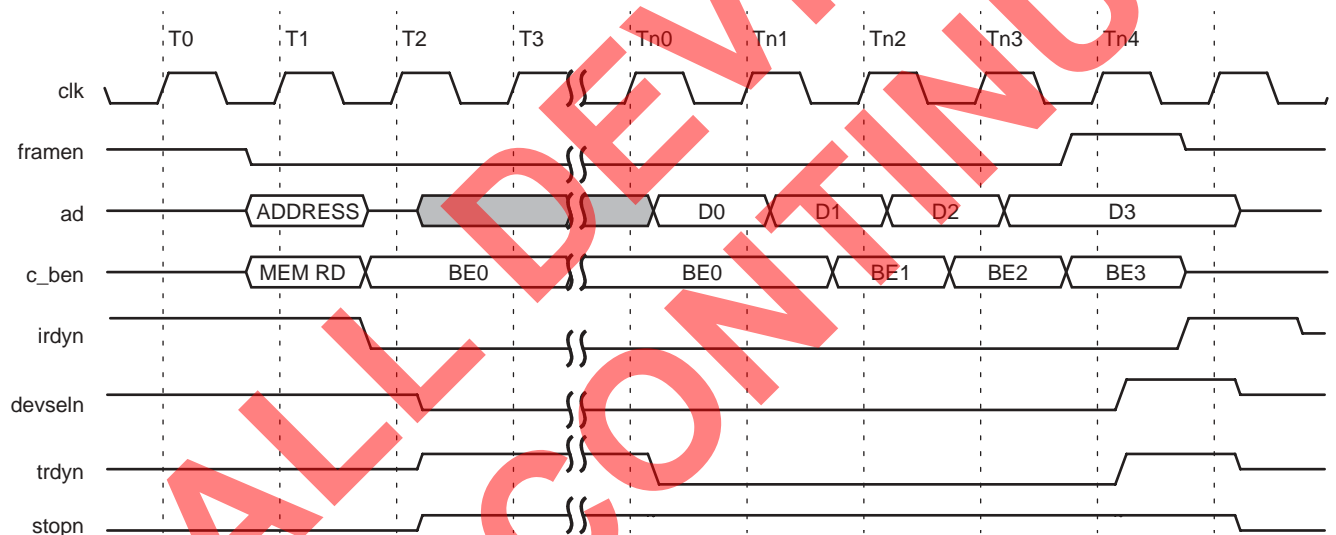 T0 T1 T2 T3 Tn0 Tn1 Tn2 Tn3 Tn4
clk
framen
ad ADDRESS D0 D1 D2 D3
c_ben MEM RD BE0 BE0 BE1 BE2 BE3
irdyn
devseln
trdyn
stopn
ALL DEV
CONTINU